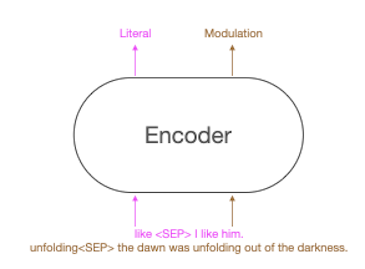 Literal Modulation
Encoder
like <SEP> I like him.
unfolding<SEP> the dawn was unfolding out of the darkness.